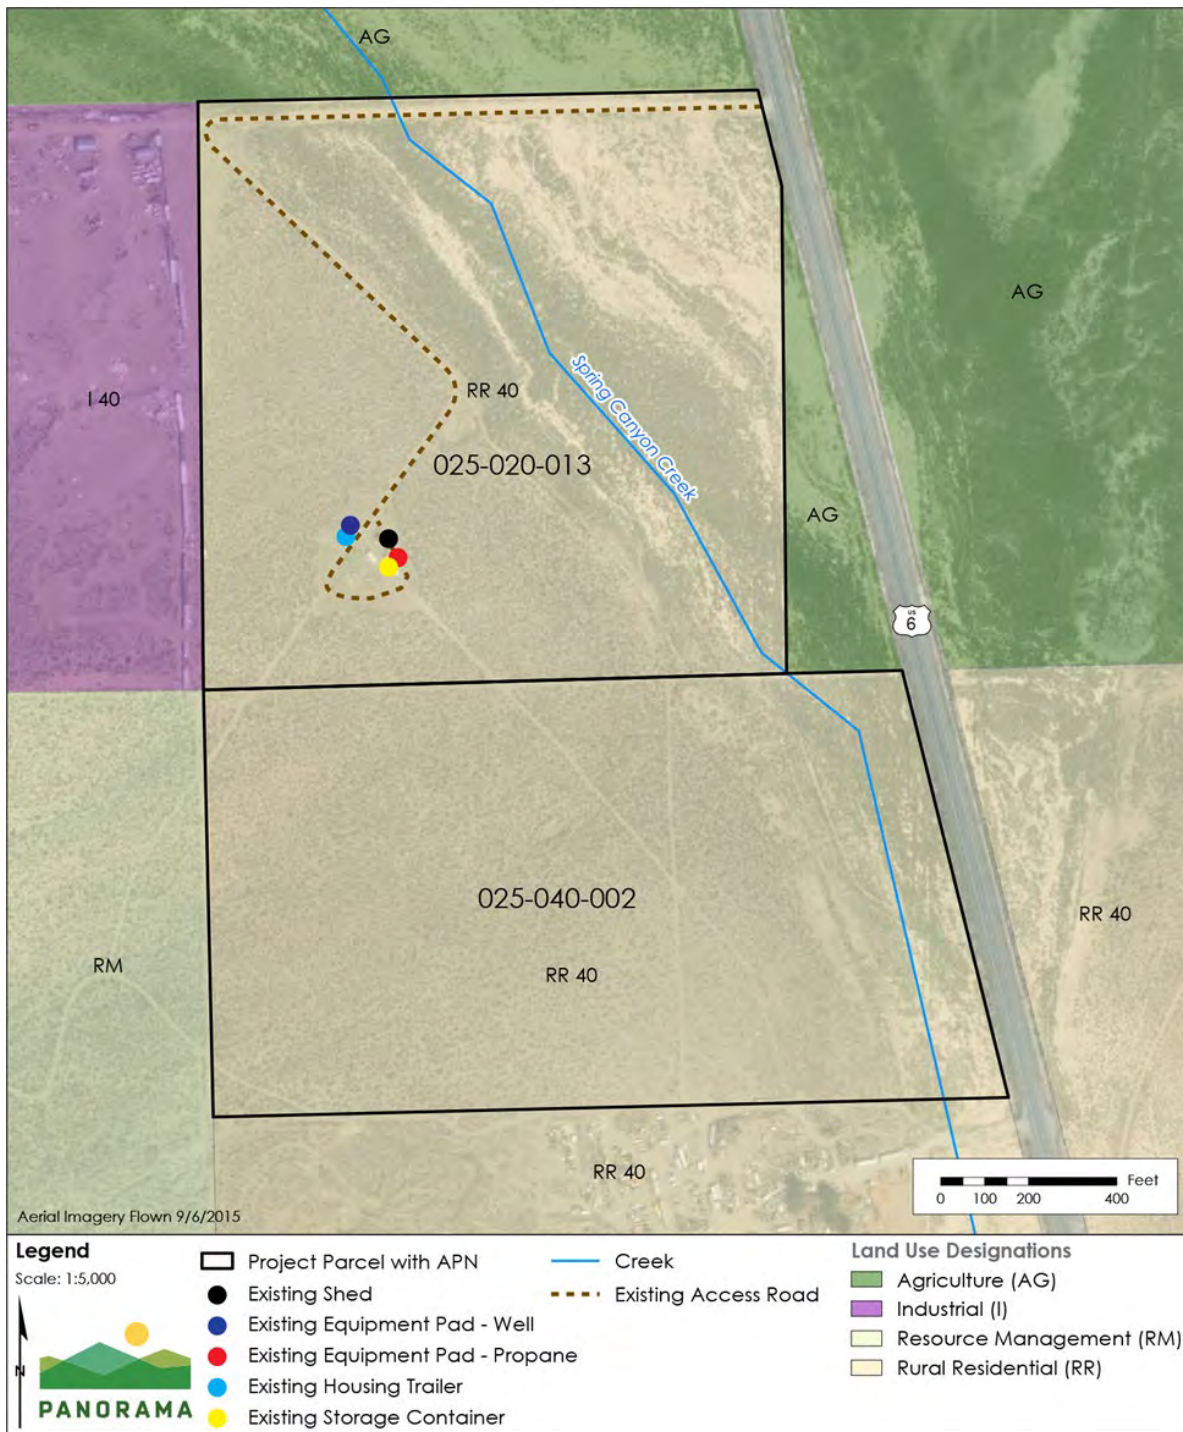 AG
AG
I 40
RR 40
025-020-013
Spring Canyon Creek
AG
US
6
025-040-002
RR 40
RR 40
RM
RR 40
Feet
0 100 200 400
Aerial Imagery Flown 9/6/2015
Legend
Scale: 1:5,000
N
PANORAMA
Project Parcel with APN
Existing Shed
Existing Equipment Pad - Well
Existing Equipment Pad - Propane
Existing Housing Trailer
Existing Storage Container
Creek
Existing Access Road
Land Use Designations
Agriculture (AG)
Industrial (I)
Resource Management (RM)
Rural Residential (RR)